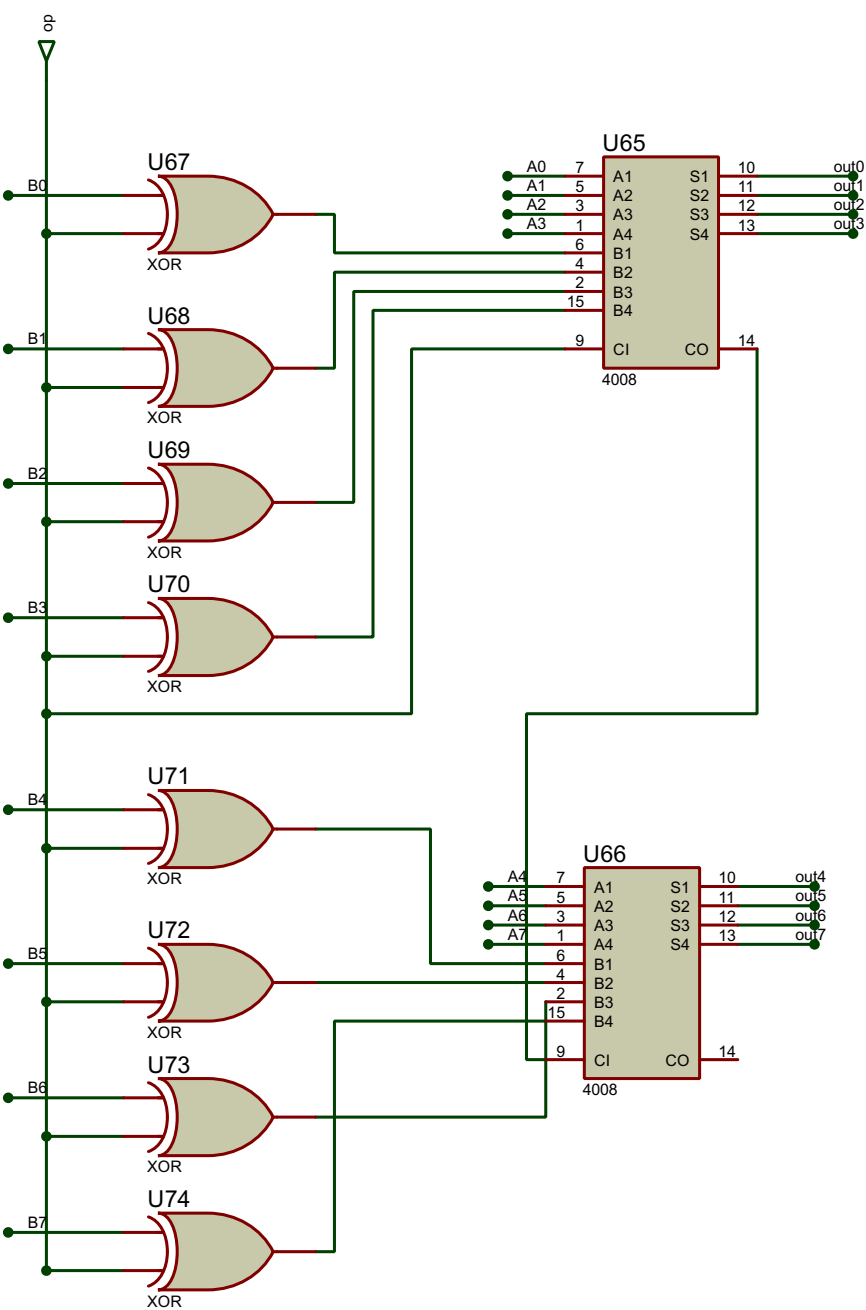 op
U67
B0
XOR
U68
B1
XOR
U69
B2
XOR
U70
B3
XOR
U71
B4
XOR
U72
B5
XOR
U73
B6
XOR
U74
B7
XOR
U65
A0 7 A1 S1 10 out0
A1 5 A2 S2 11 out1
A2 3 A3 S3 12 out2
A3 1 A4 S4 13 out3
6 B1
4 B2
2 B3
15 B4
9 CI CO 14
4008
U66
A4 7 A1 S1 10 out4
A5 5 A2 S2 11 out5
A6 3 A3 S3 12 out6
A7 1 A4 S4 13 out7
6 B1
4 B2
2 B3
15 B4
9 CI CO 14
4008